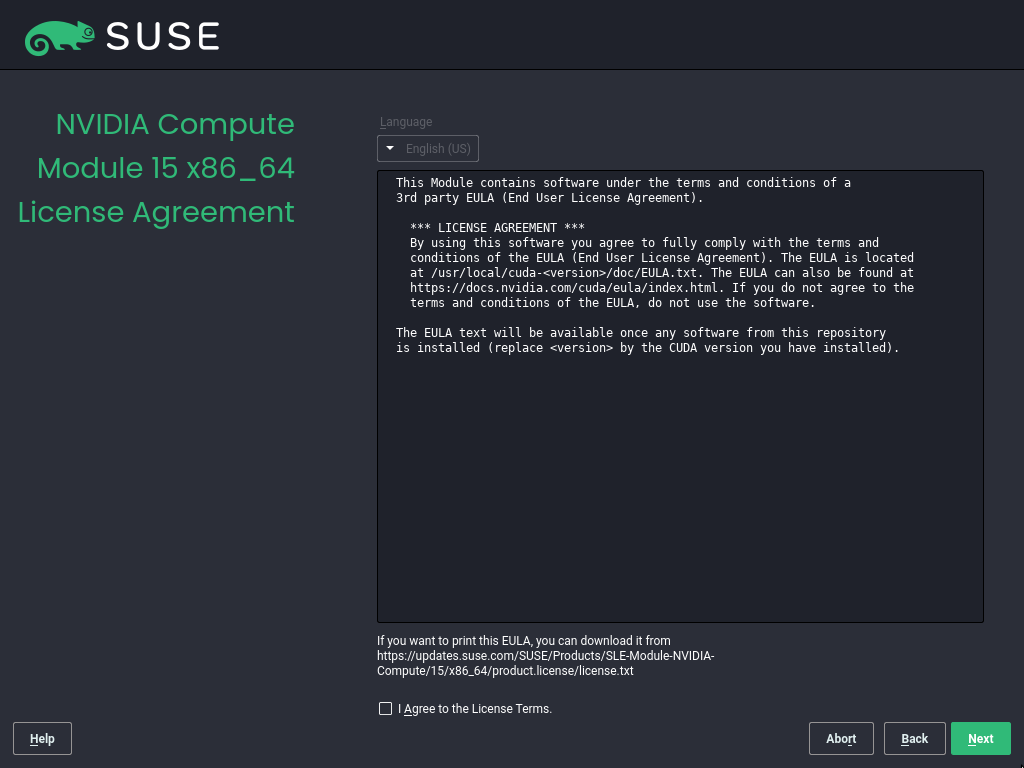 SUSE
NVIDIA Compute
Module 15 x86_64
License Agreement
Language
English (US)
This Module contains software under the terms and conditions of a
3rd party EULA (End User License Agreement).
*** LICENSE AGREEMENT ***
By using this software you agree to fully comply with the terms and
conditions of the EULA (End User License Agreement). The EULA is located
at /usr/local/cuda-<version>/doc/EULA.txt. The EULA can also be found at
https://docs.nvidia.com/cuda/eula/index.html. If you do not agree to the
terms and conditions of the EULA, do not use the software.
The EULA text will be available once any software from this repository
is installed (replace <version> by the CUDA version you have installed).
If you want to print this EULA, you can download it from
https://updates.suse.com/SUSE/Products/SLE-Module-NVIDIA-
Compute/15/x86_64/product.license/license.txt
I Agree to the License Terms.
Help
Abort
Back
Next